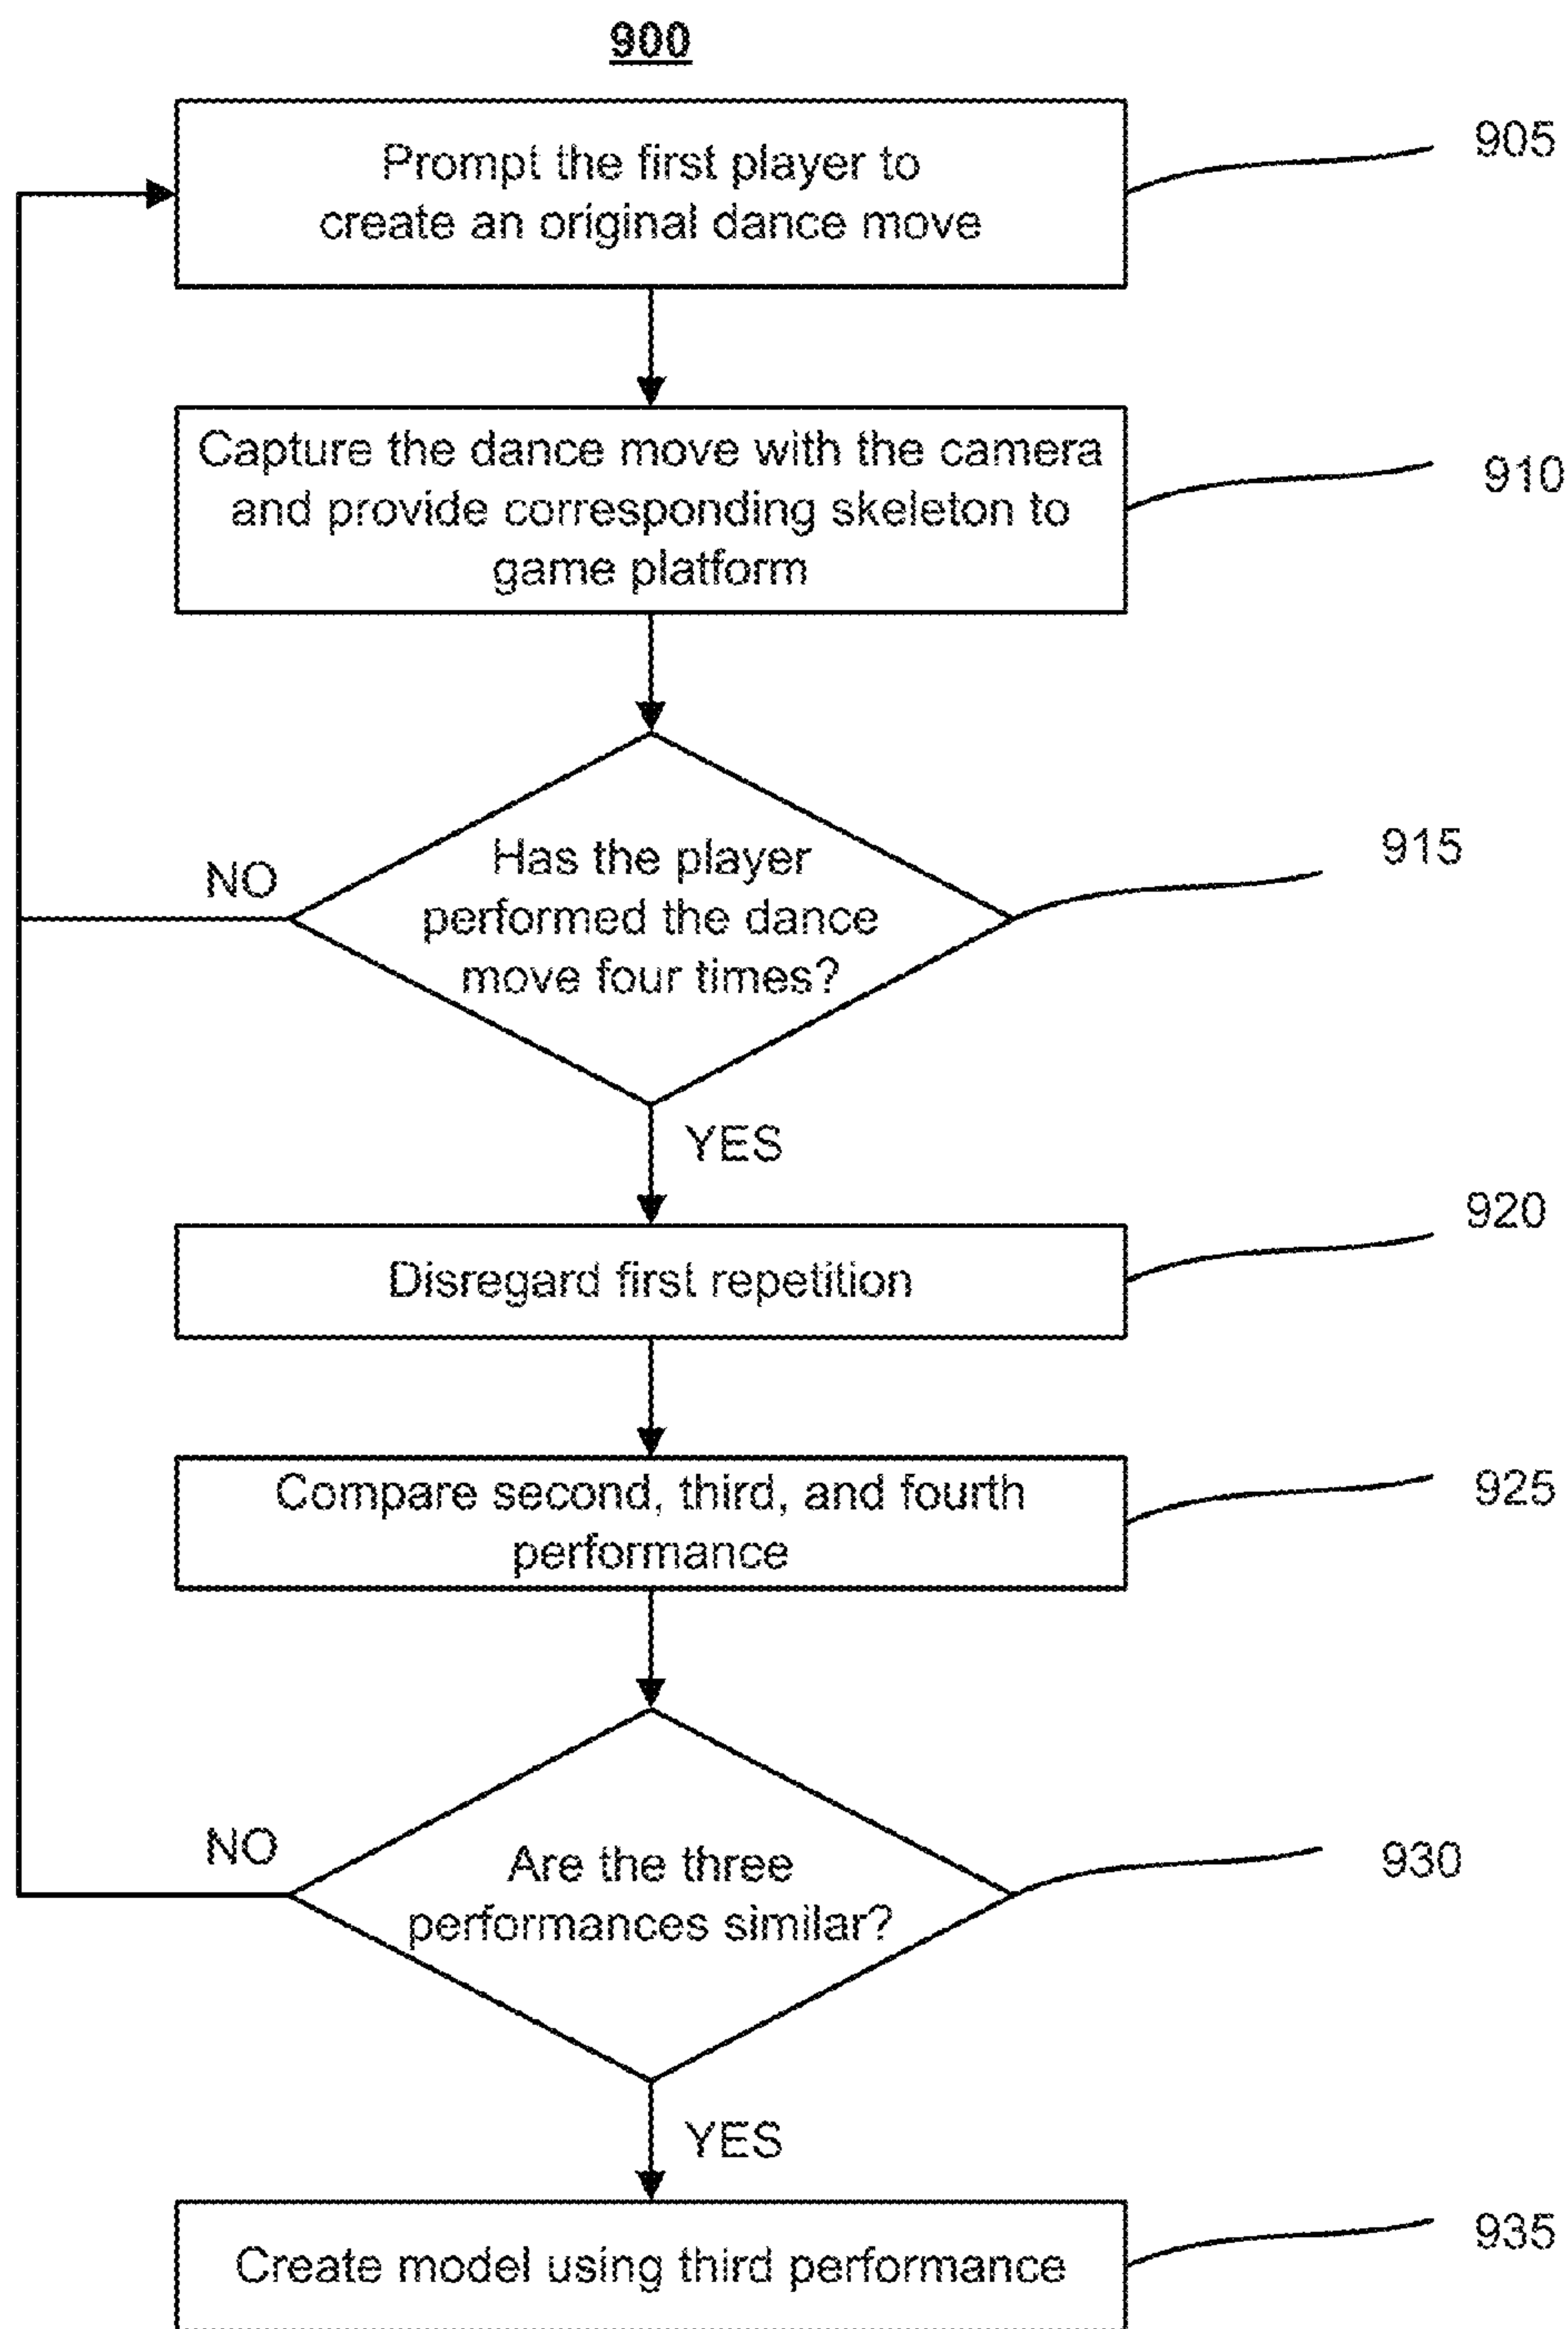 900
Prompt the first player to
create an original dance move
905
Capture the dance move with the camera
and provide corresponding skeleton to
game platform
910
Has the player
performed the dance
move four times?
915
NO
YES
Disregard first repetition
920
Compare second, third, and fourth
performance
925
Are the three
performances similar?
930
NO
YES
Create model using third performance
935